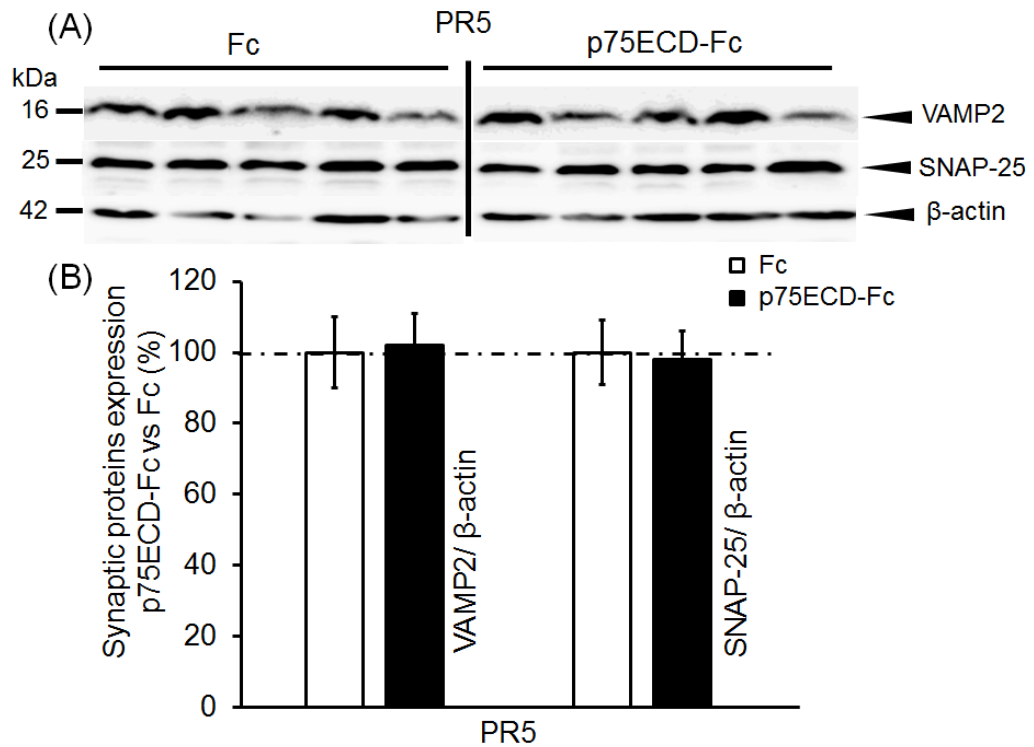 (A)
PR5
Fc
p75ECD-Fc
kDa
16
VAMP2
25
SNAP-25
42
β-actin
(B)
Fc
p75ECD-Fc
Synaptic proteins expression
p75ECD-Fc vs Fc (%)
120
100
80
60
40
20
0
VAMP2/ β-actin
SNAP-25/ β-actin
PR5